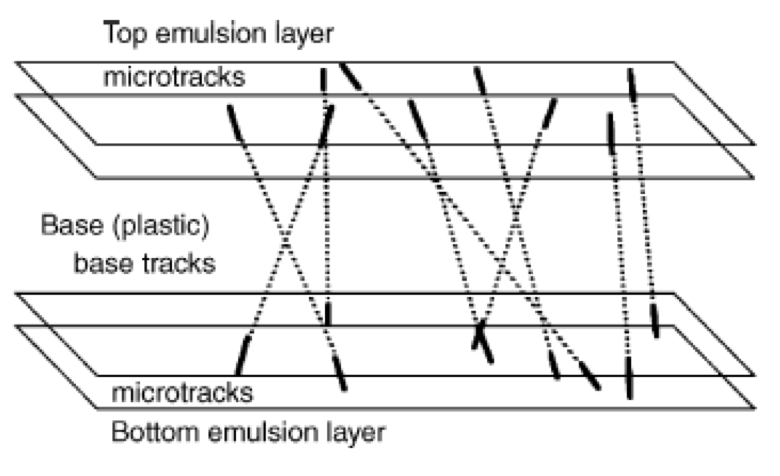 Top emulsion layer
microtracks
Base (plastic)
base tracks
microtracks
Bottom emulsion layer